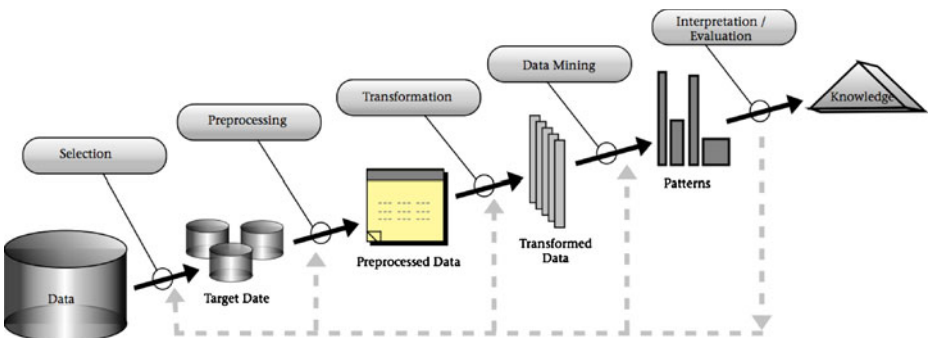 Interpretation /
Evaluation
Data Mining
Transformation
Preprocessing
Selection
Knowledge
Patterns
Transformed
Data
Preprocessed Data
Target Date
Data